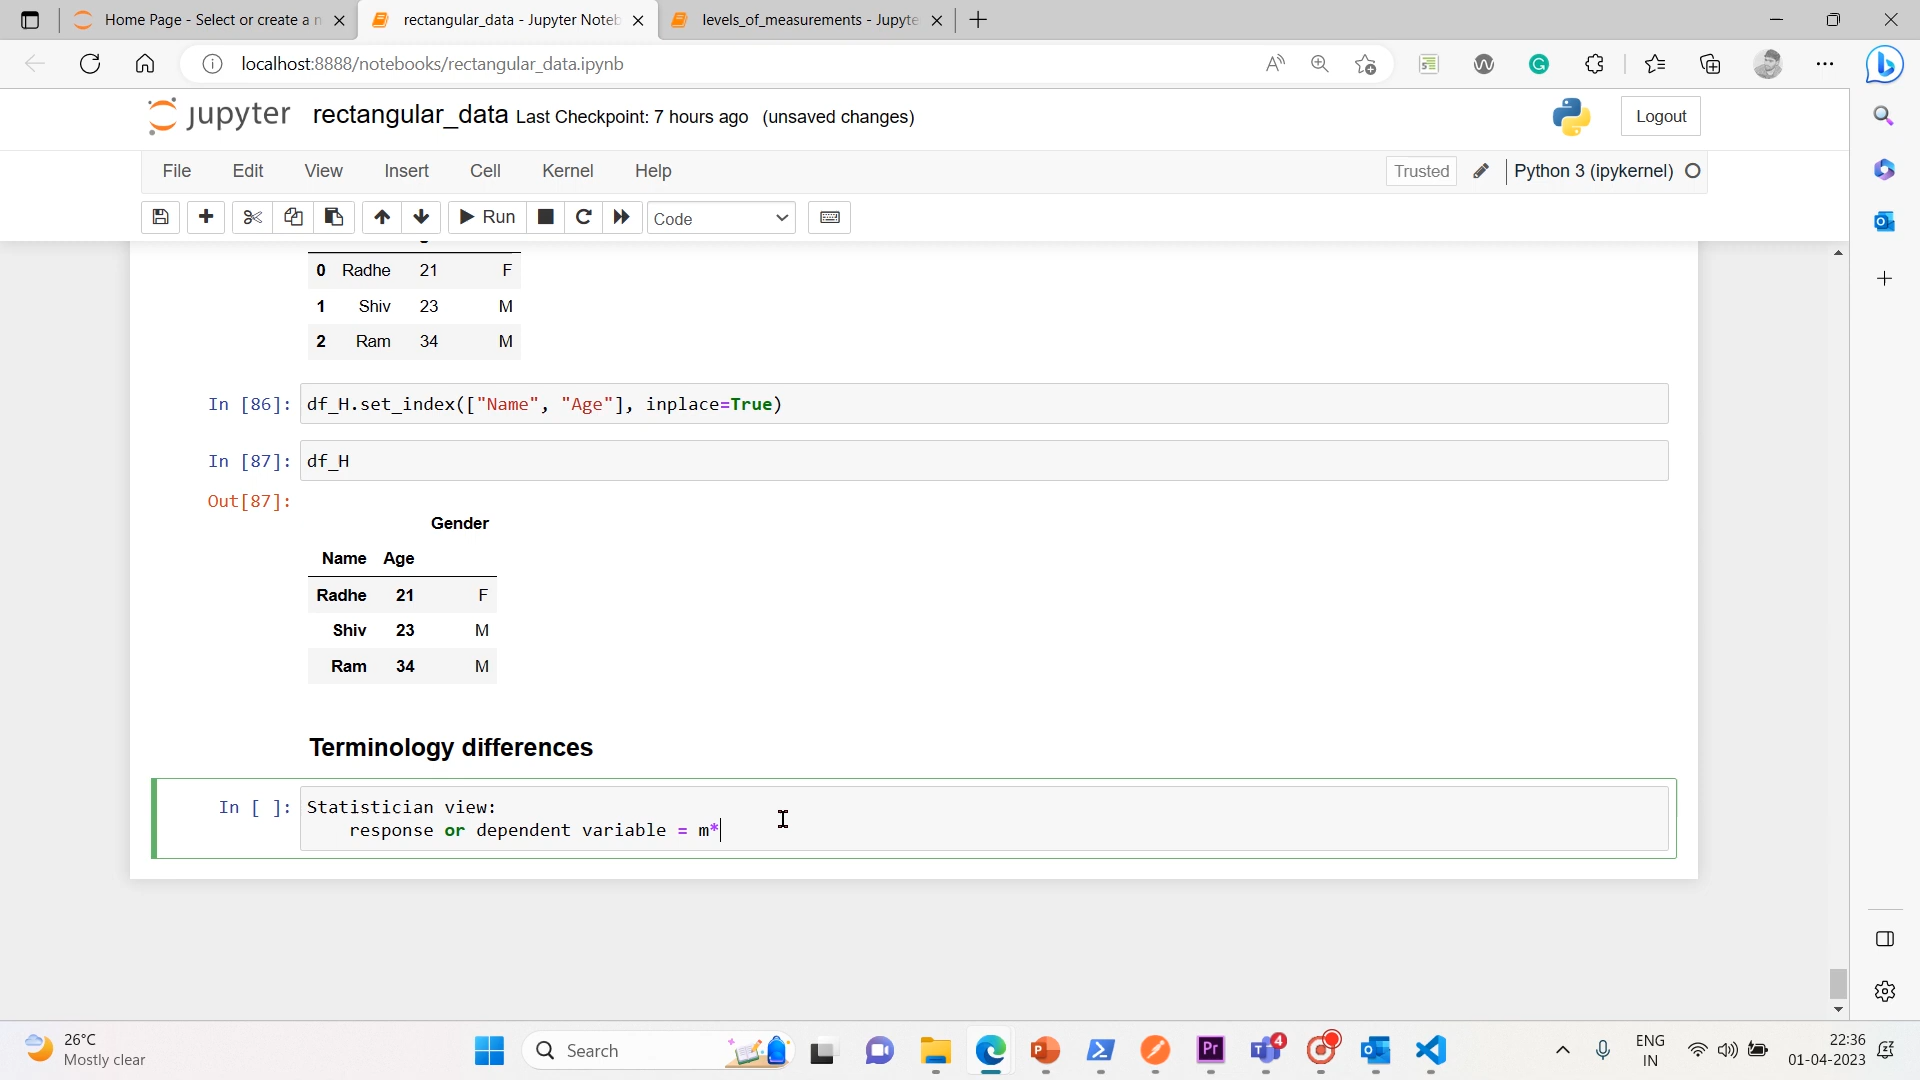 Home Page - Select or create a n
rectangular_data - Jupyter Noteb
levels_of_measurements - Jupyte
localhost:8888/notebooks/rectangular_data.ipynb
jupyter rectangular_data Last Checkpoint: 7 hours ago (unsaved changes)
Logout
File Edit View Insert Cell Kernel Help
Trusted Python 3 (ipykernel)
Run Code
0 Radhe 21 F
1 Shiv 23 M
2 Ram 34 M
In [86]: df_H.set_index(["Name", "Age"], inplace=True)
In [87]: df_H
Out[87]:
Gender
Name Age
Radhe 21 F
Shiv 23 M
Ram 34 M
Terminology differences
In [ ]: Statistician view:
response or dependent variable = m*
26°C
Mostly clear
Search
Pr
4
ENG
IN
22:36
01-04-2023